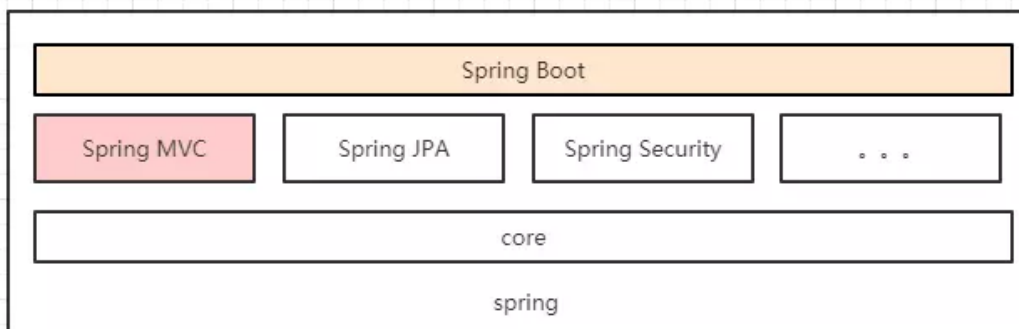 Spring Boot
Spring MVC
Spring JPA
Spring Security
。。。
core
spring